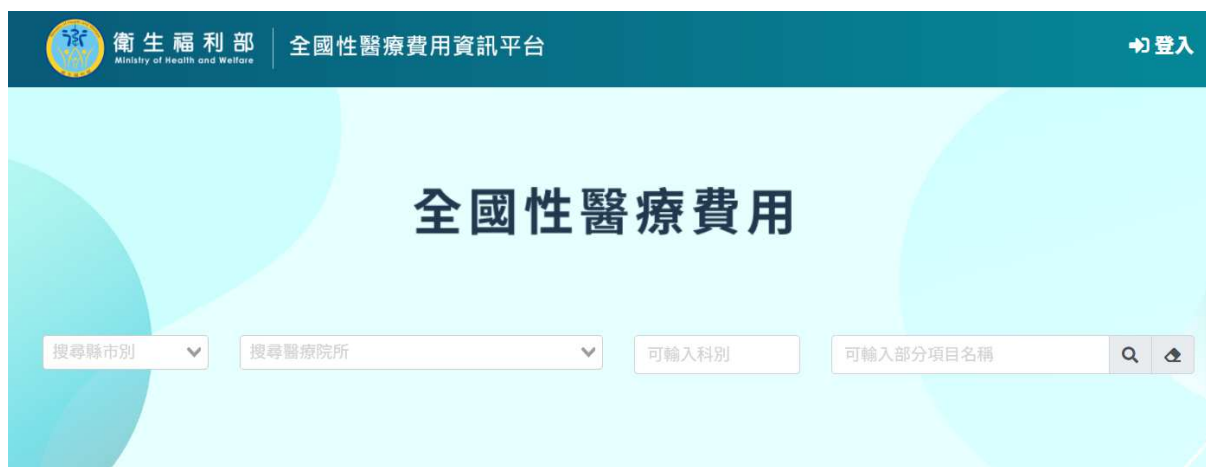 衛生福利部
Ministry of Health and Welfare
全國性醫療費用資訊平台
登入
全國性醫療費用
搜尋縣市別
搜尋醫療院所
可輸入科別
可輸入部分項目名稱